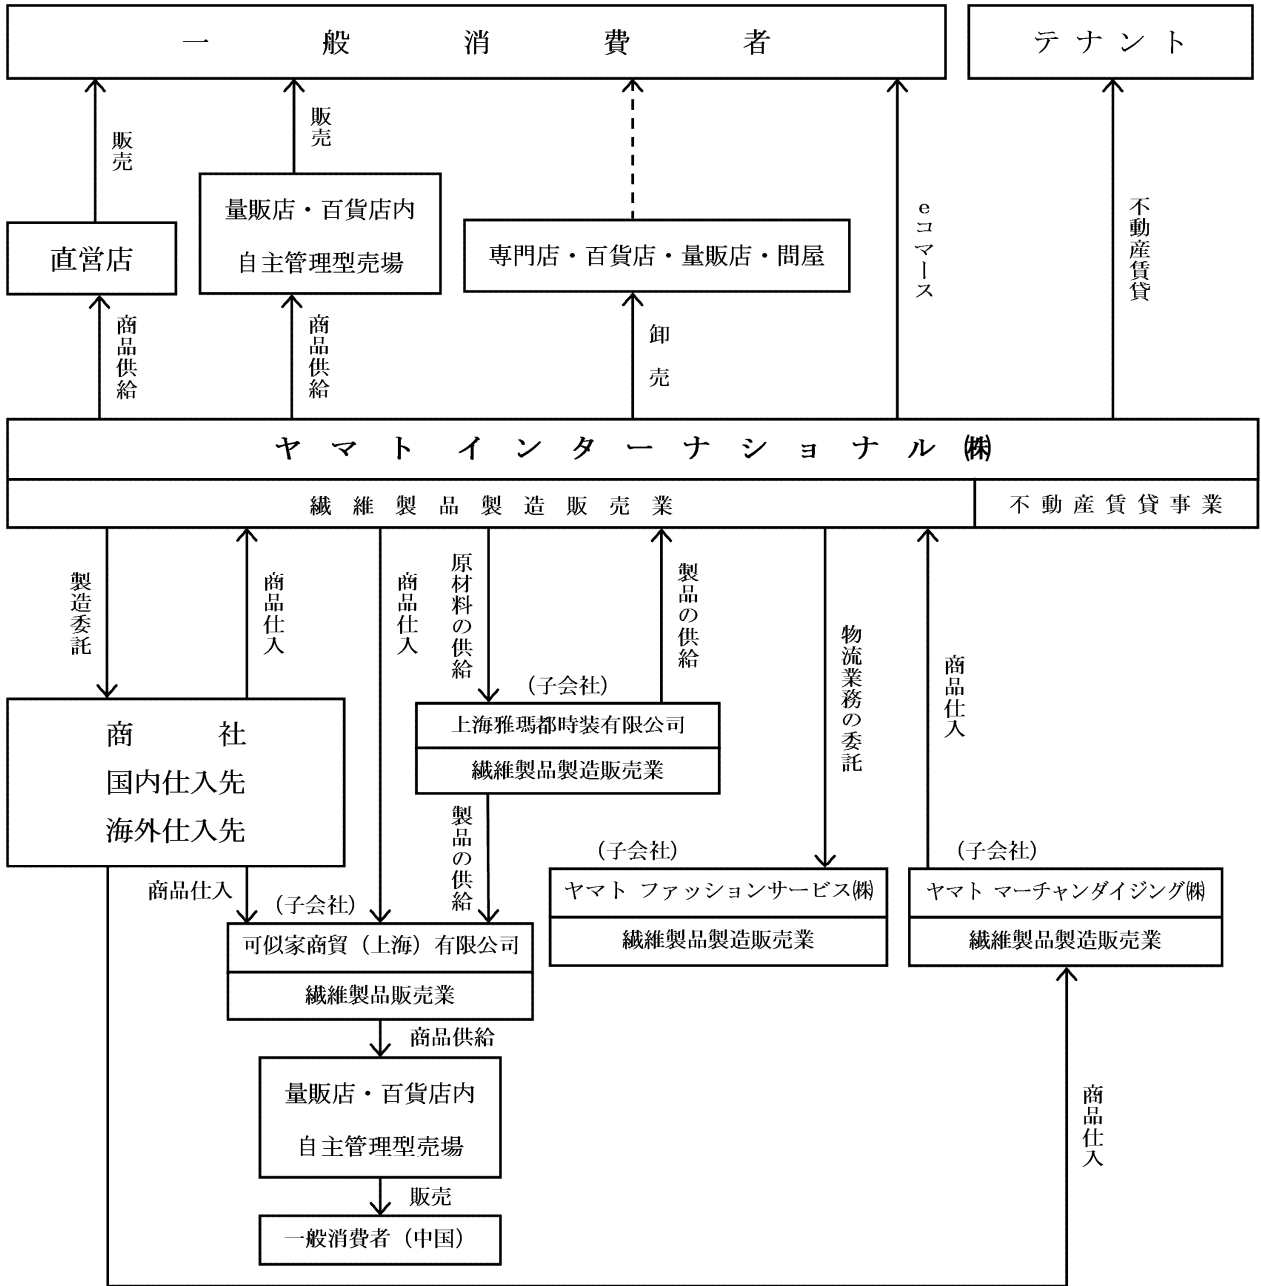 一般消費者
テナント
販売
販売
量販店・百貨店内
自主管理型売場
直営店
専門店・百貨店・量販店・問屋
eコマース
不動産賃貸
商品供給
商品供給
卸売
ヤマトインターナショナル㈱
繊維製品製造販売業
不動産賃貸事業
製造委託
商品仕入
商品仕入
原材料の供給
製品の供給
物流業務の委託
商品仕入
(子会社)
上海雅瑪都時装有限公司
繊維製品製造販売業
商社
国内仕入先
海外仕入先
製品の供給
商品仕入
(子会社)
可似家商貿（上海）有限公司
繊維製品販売業
(子会社)
ヤマト ファッションサービス㈱
繊維製品製造販売業
(子会社)
ヤマト マーチャンダイジング㈱
繊維製品製造販売業
商品供給
量販店・百貨店内
自主管理型売場
商品仕入
販売
一般消費者（中国）